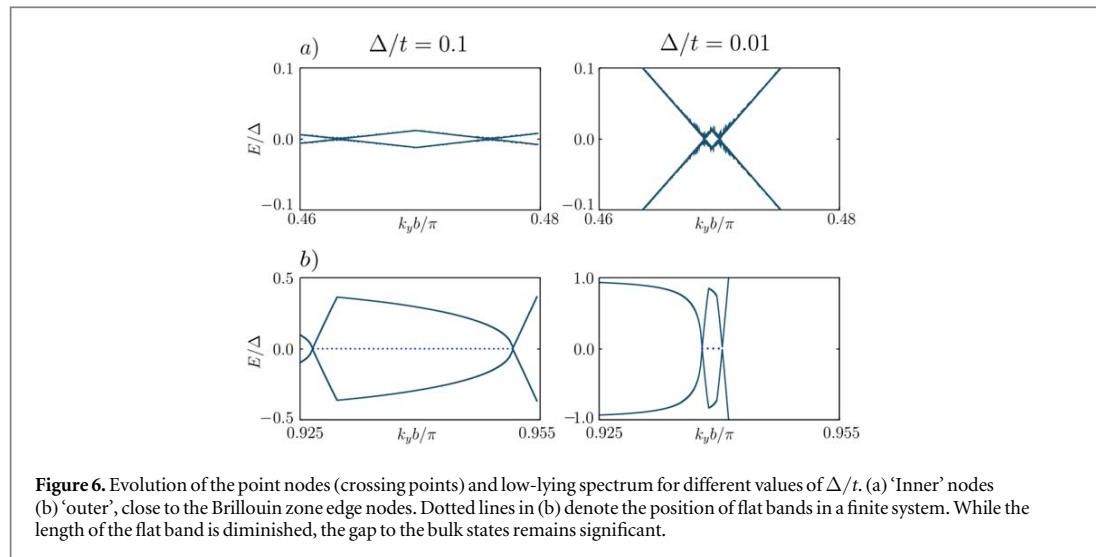 a) Δ/t = 0.1 Δ/t = 0.01
0.1 0.1
E/Δ 0.0 0.0
−0.1 −0.1
0.46 k_y b/π 0.48 0.46 k_y b/π 0.48
b)
0.5 1.0
E/Δ 0.0 0.0
−0.5 −1.0
0.925 k_y b/π 0.955 0.925 k_y b/π 0.955
Figure 6. Evolution of the point nodes (crossing points) and low-lying spectrum for different values of Δ/t. (a) ‘Inner’ nodes
(b) ‘outer’, close to the Brillouin zone edge nodes. Dotted lines in (b) denote the position of flat bands in a finite system. While the
length of the flat band is diminished, the gap to the bulk states remains significant.